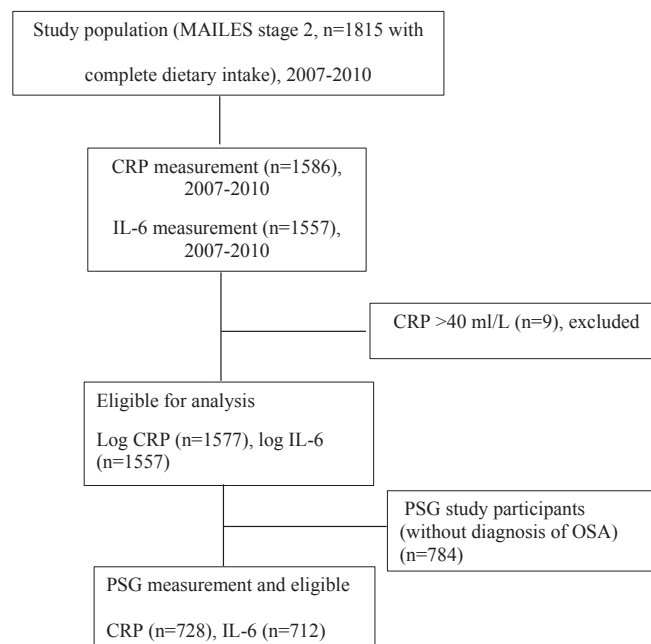 Study population (MAILES stage 2, n=1815 with
complete dietary intake), 2007-2010
CRP measurement (n=1586),
2007-2010
IL-6 measurement (n=1557),
2007-2010
CRP >40 ml/L (n=9), excluded
Eligible for analysis
Log CRP (n=1577), log IL-6
(n=1557)
PSG study participants
(without diagnosis of OSA)
(n=784)
PSG measurement and eligible
CRP (n=728), IL-6 (n=712)